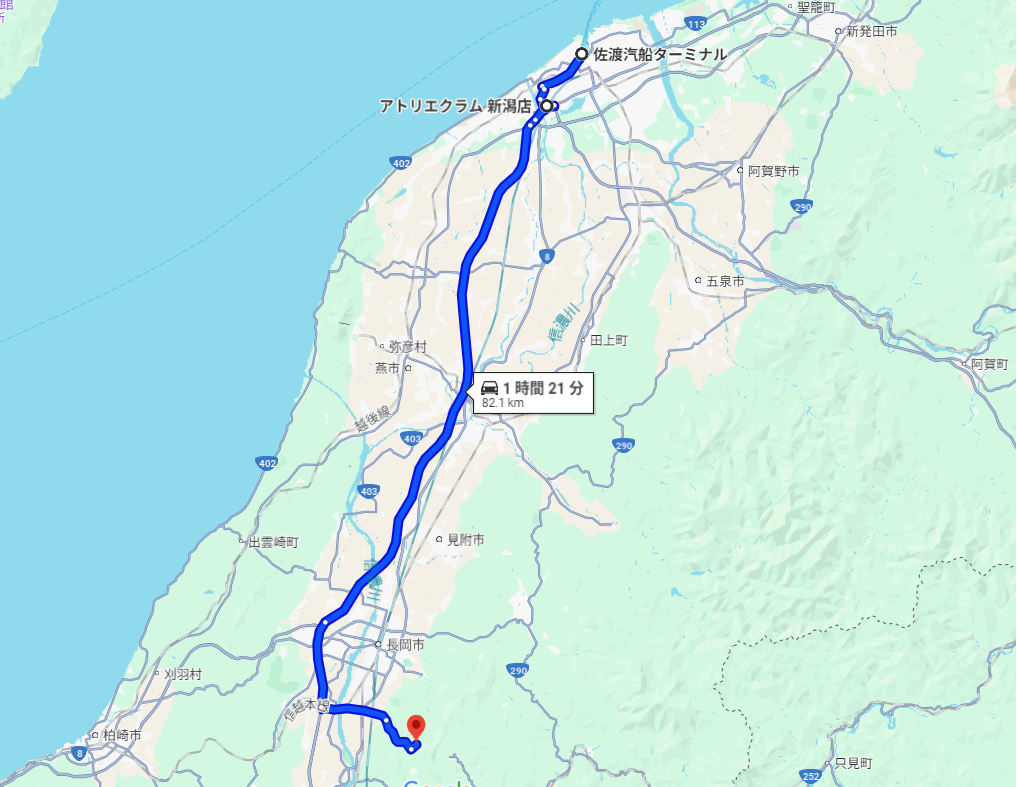 聖籠町
113
新発田市
佐渡汽船ターミナル
アトリエクラム 新潟店
402
阿賀野市
290
8
五泉市
信濃川
田上町
弥彦村
燕市
阿賀町
1 時間 21 分
82.1 km
越後線
403
290
402
403
出雲崎町
見附市
信濃川
長岡市
290
刈羽村
信越本線
柏崎市
8
只見町
252
Google